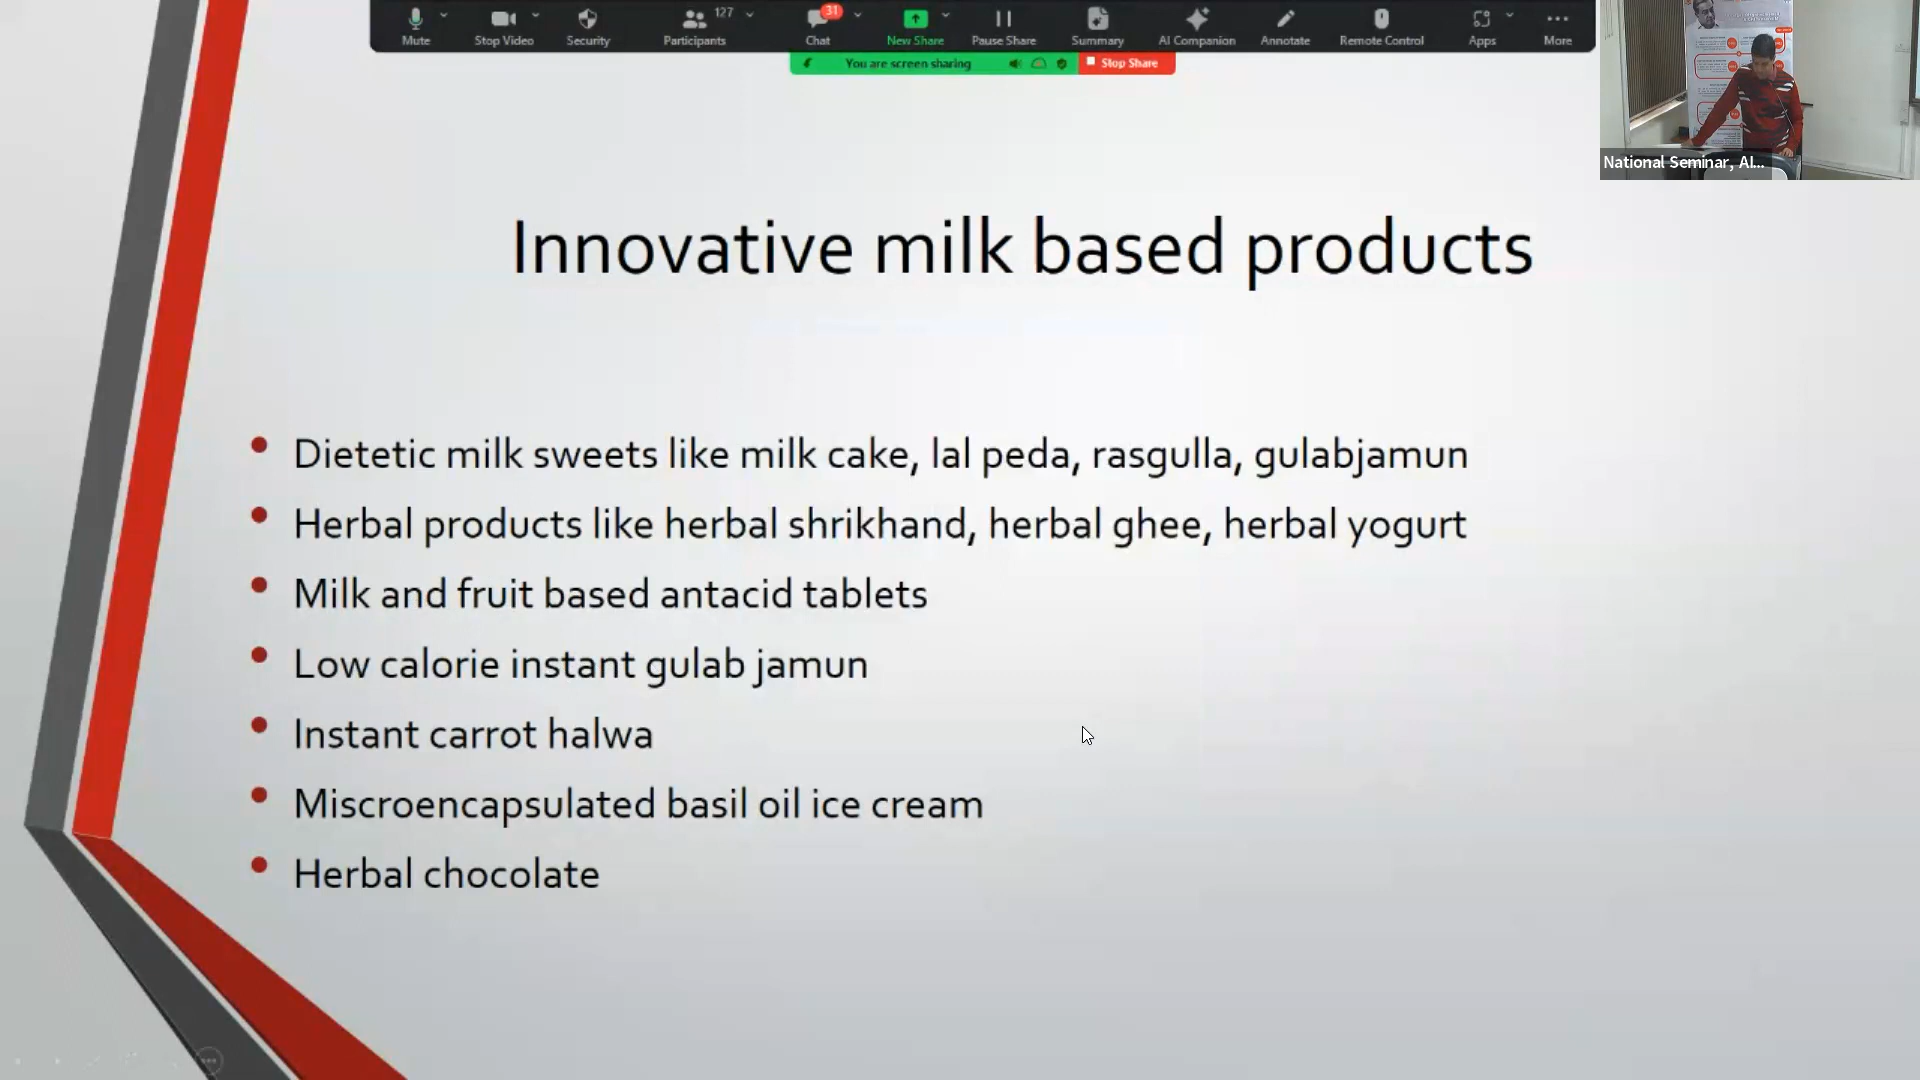 127
31
Mute
Stop Video
Security
Participants
Chat
New Share
Pause Share
Summary
AI Companion
Annotate
Remote Control
Apps
More
You are screen sharing
Stop Share
National Seminar, AI...
Innovative milk based products
Dietetic milk sweets like milk cake, lal peda, rasgulla, gulabjamun
Herbal products like herbal shrikhand, herbal ghee, herbal yogurt
Milk and fruit based antacid tablets
Low calorie instant gulab jamun
Instant carrot halwa
Miscroencapsulated basil oil ice cream
Herbal chocolate